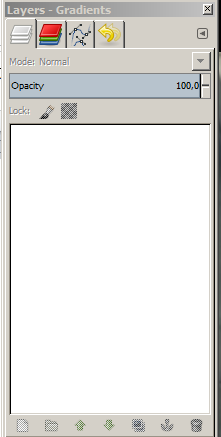 Layers - Gradients
Mode: Normal
Opacity 100,0
Lock: